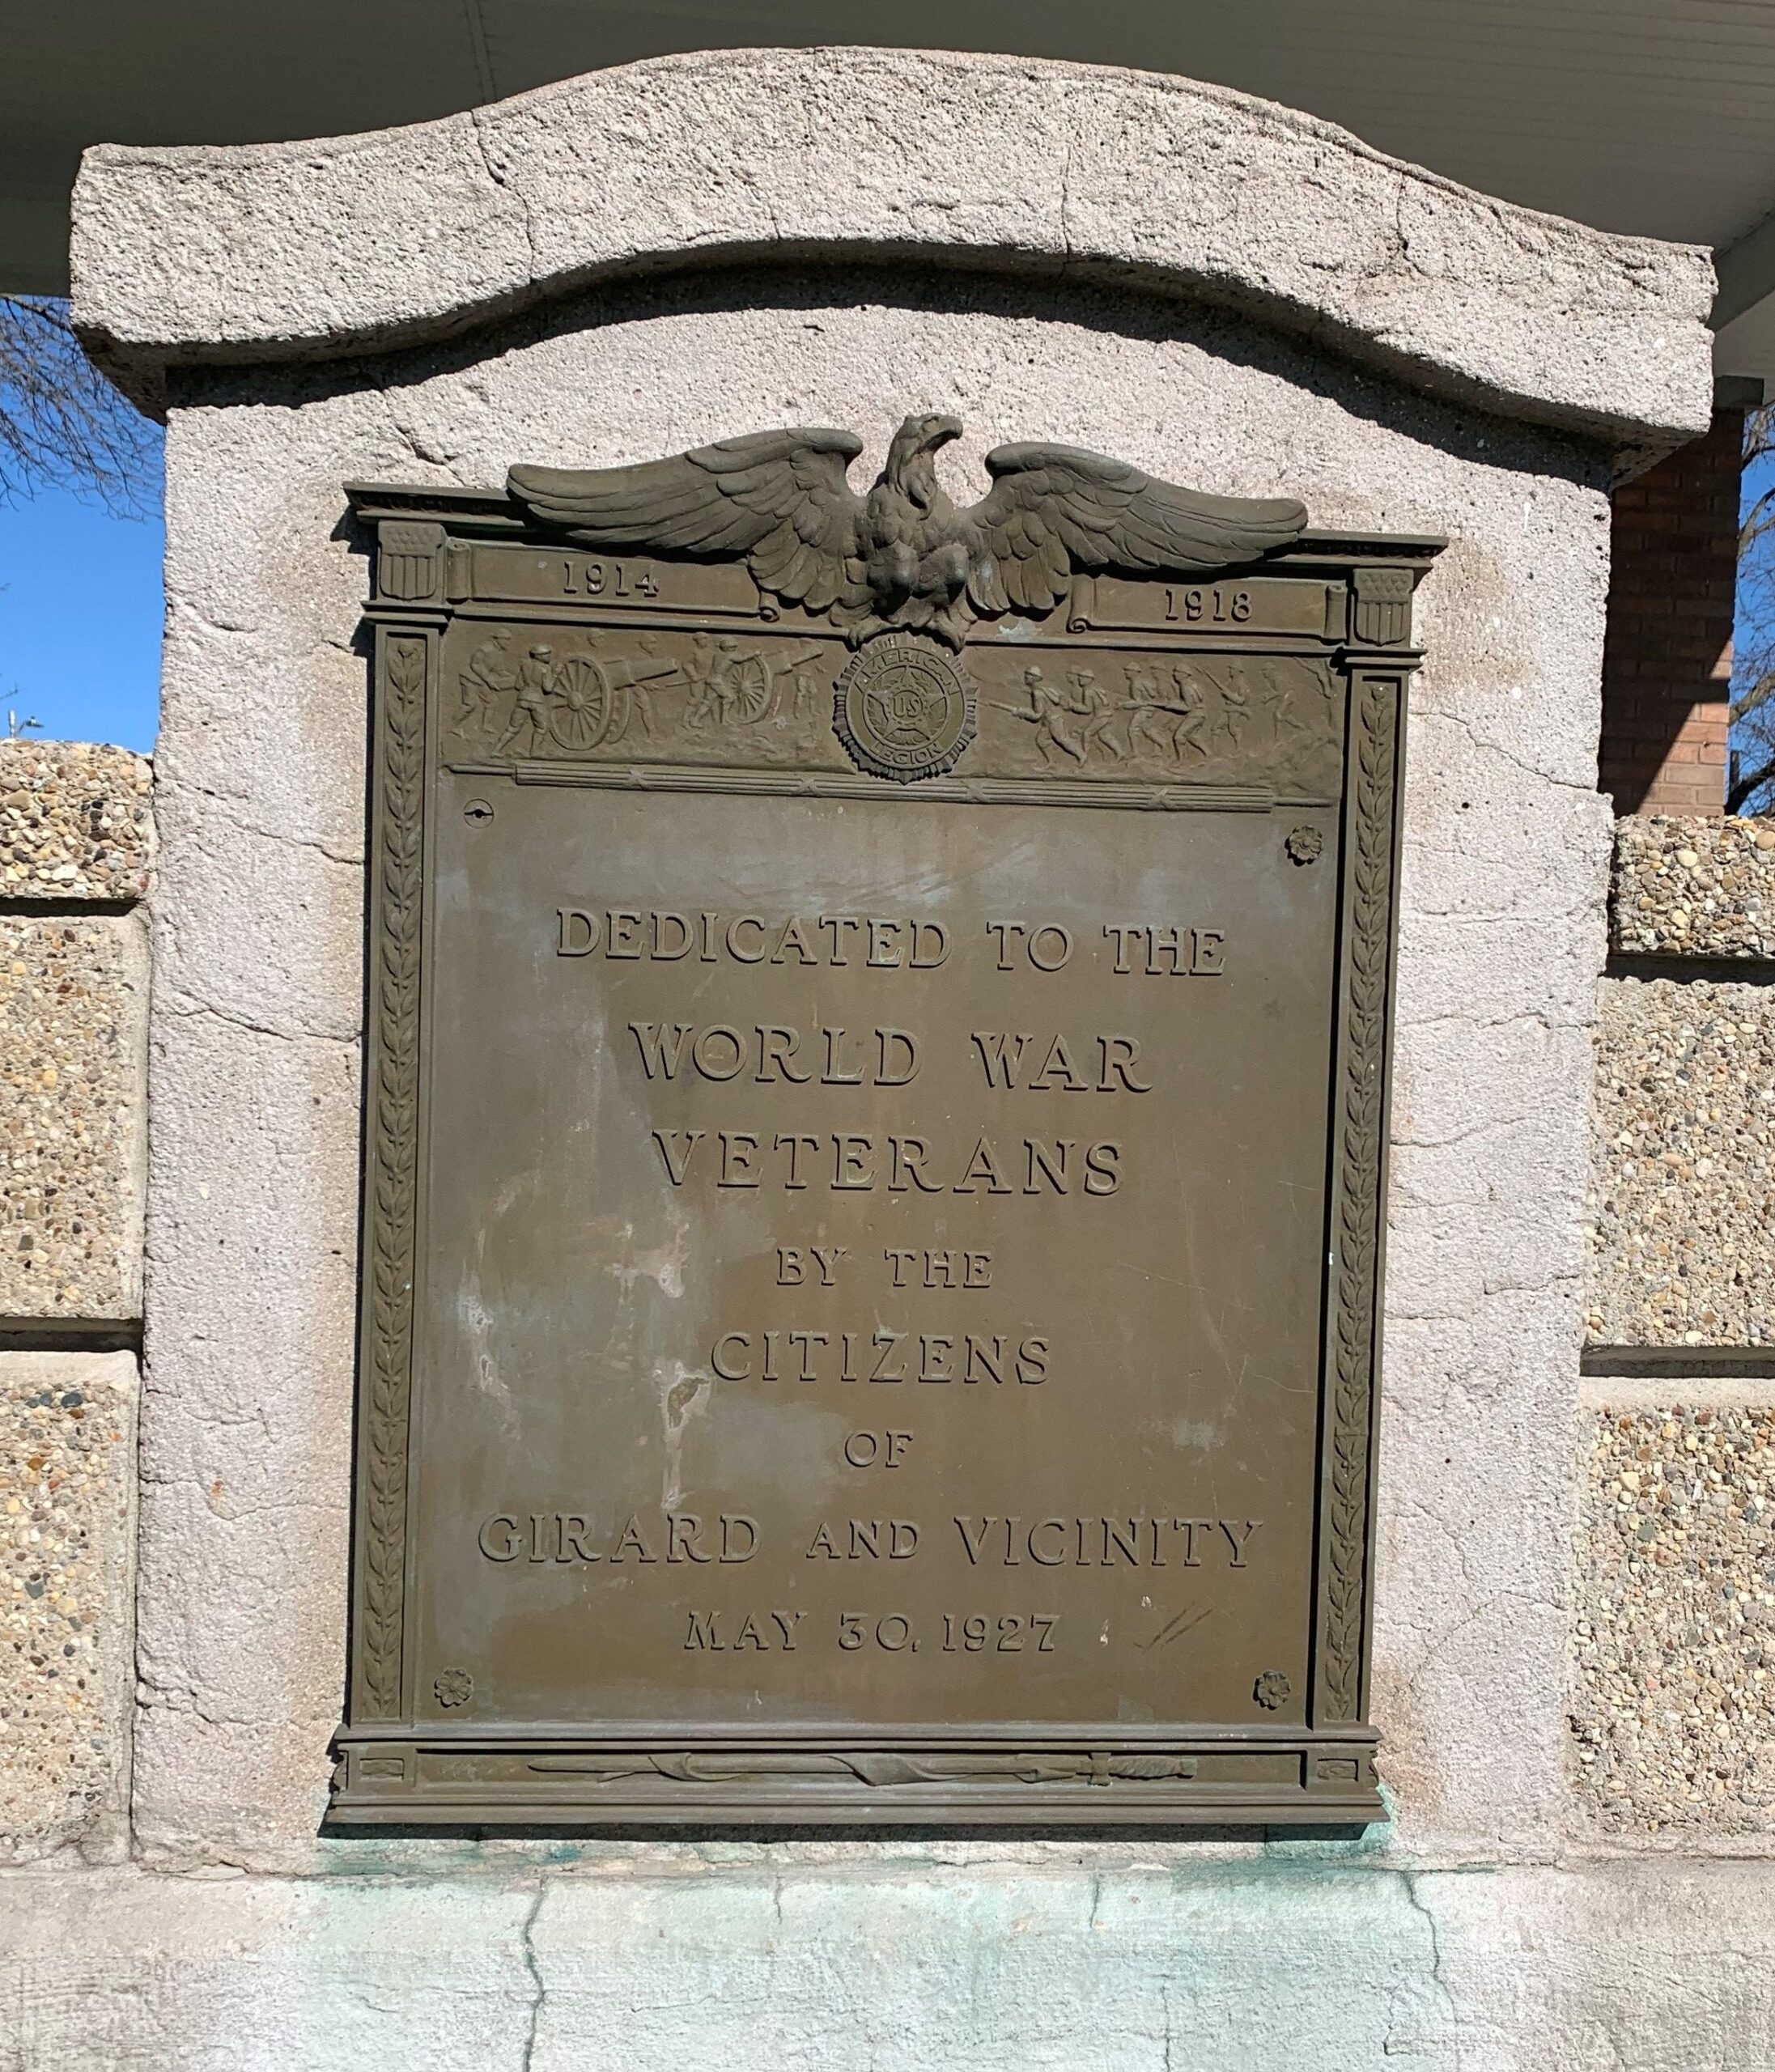 1914
1918
AMERICAN
US
LEGION
DEDICATED TO THE
WORLD WAR
VETERANS
BY THE
CITIZENS
OF
GIRARD AND VICINITY
MAY 30, 1927